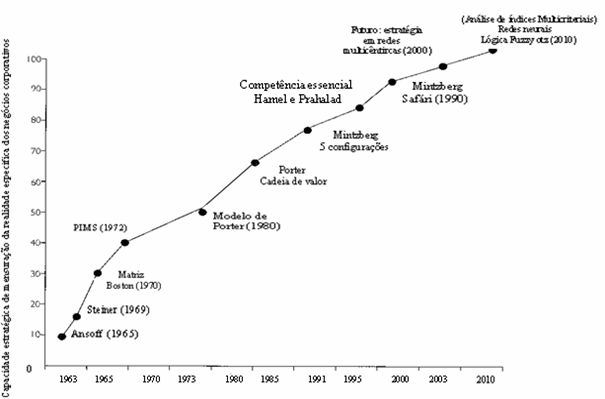 Capacidade estratégica de mensuração da realidade específica dos negócios corporativos
(Análise de índices Multicriteriais)
Redes neurais
Lógica Fuzzy otz (2010)
Futuro: estratégia
em redes
multicêntircas (2000)
Competência essencial
Hamel e Prahalad
Mintzberg
Safári (1990)
Mintzberg
5 configurações
Porter
Cadeia de valor
PIMS (1972)
Modelo de
Porter (1980)
Matriz
Boston (1970)
Steiner (1969)
Ansoff (1965)
100
90
80
70
60
50
40
30
20
10
0
1963 1965 1970 1973 1980 1985 1991 1995 2000 2003 2010